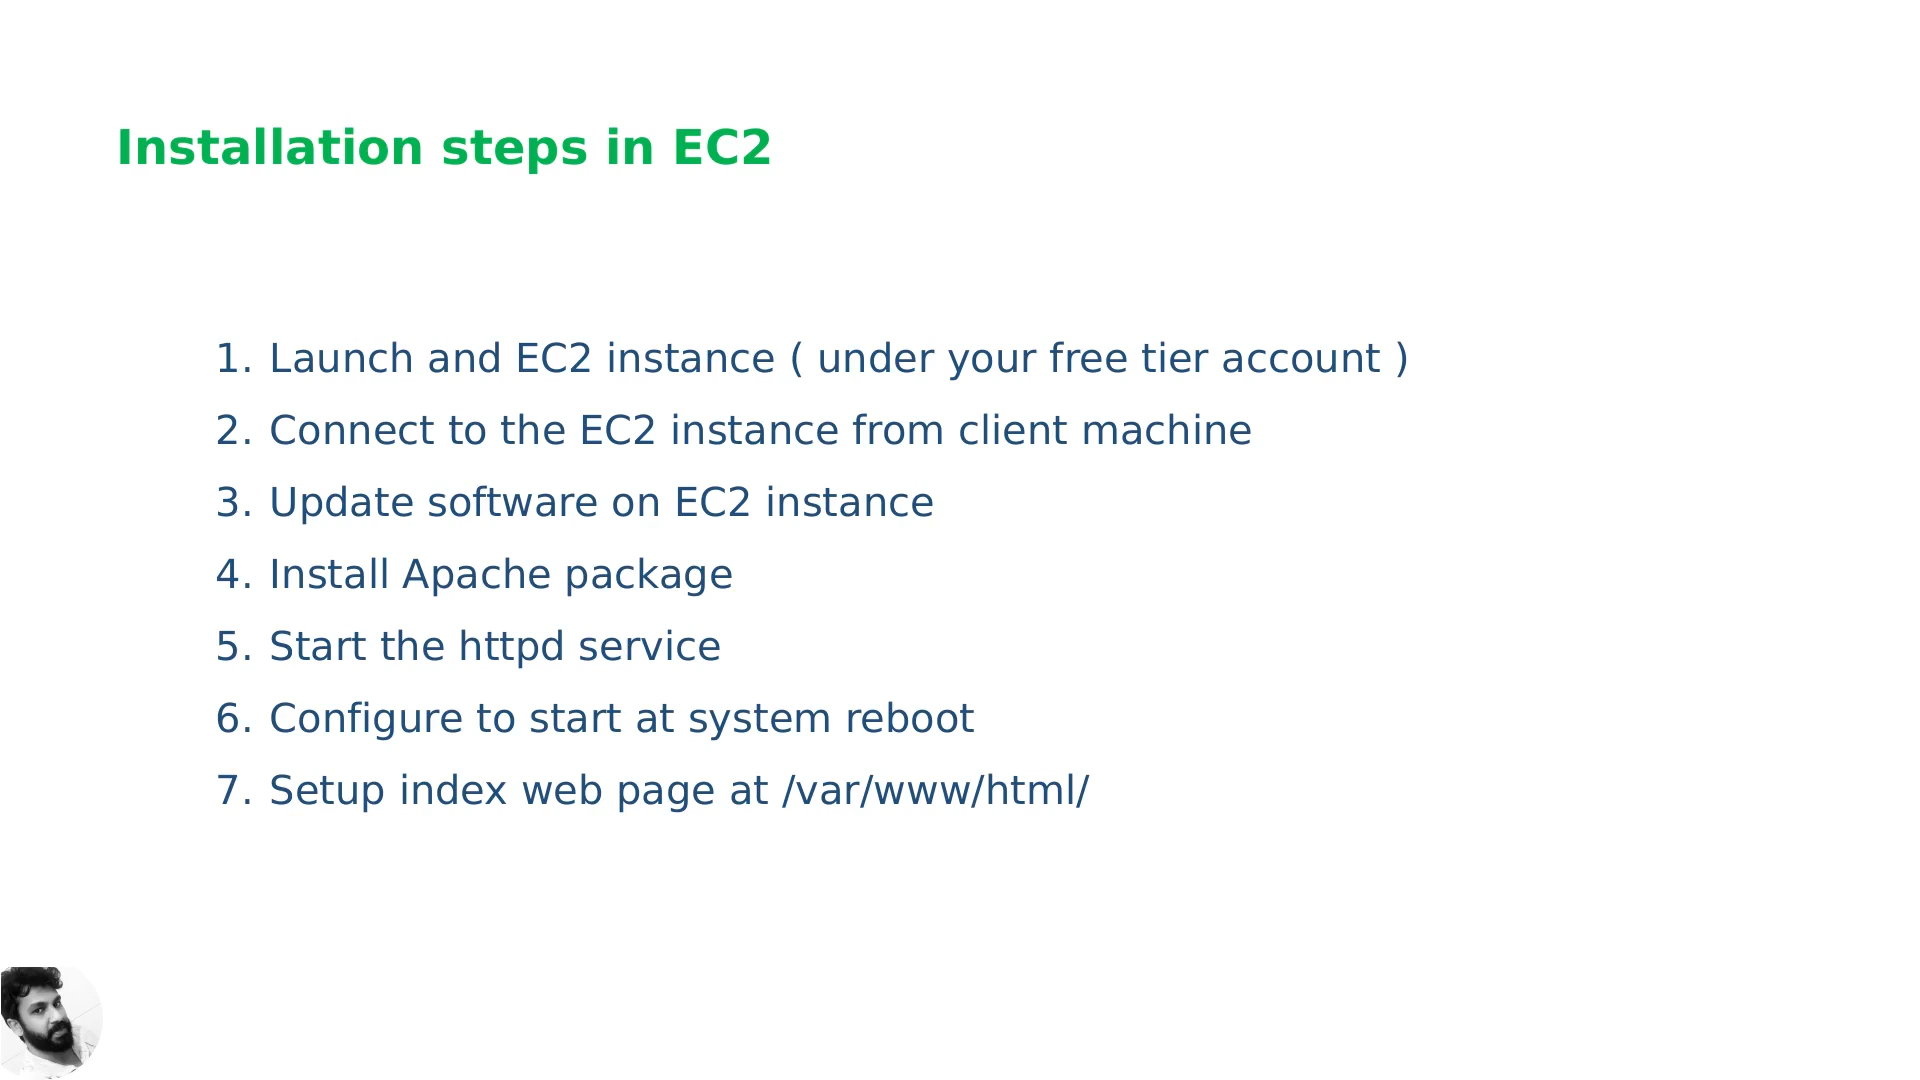 Installation steps in EC2
1. Launch and EC2 instance ( under your free tier account )
2. Connect to the EC2 instance from client machine
3. Update software on EC2 instance
4. Install Apache package
5. Start the httpd service
6. Configure to start at system reboot
7. Setup index web page at /var/www/html/